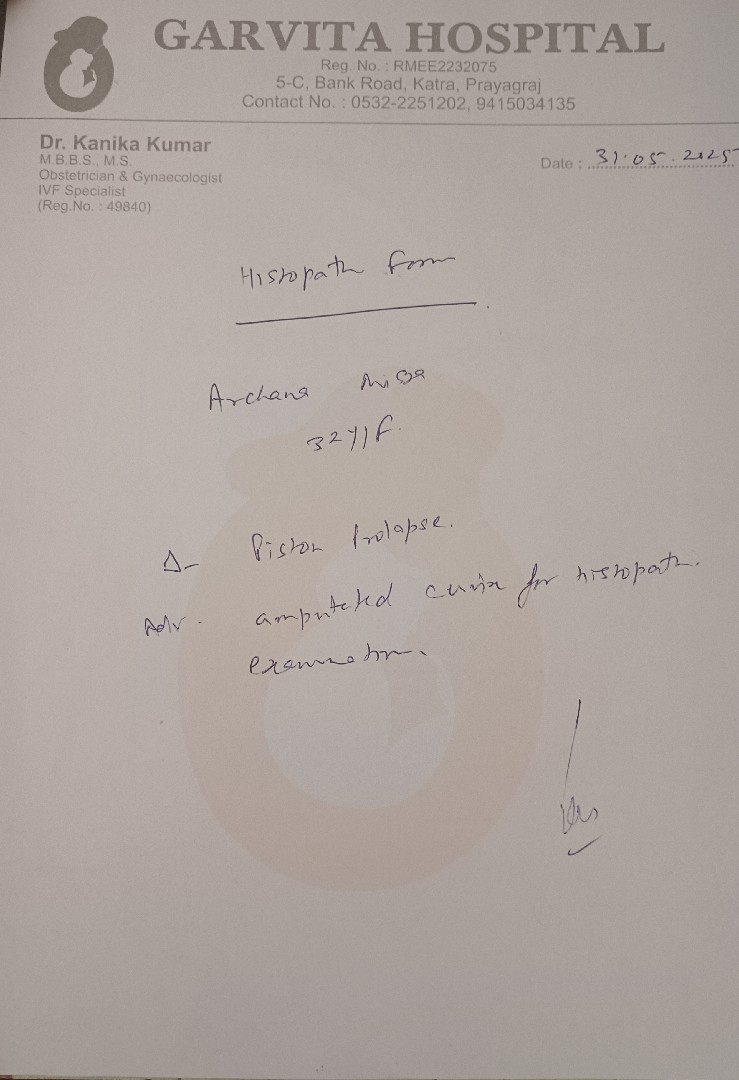 GARVITA HOSPITAL
Reg. No. : RMEE2232075
5-C, Bank Road, Katra, Prayagraj
Contact No. : 0532-2251202, 9415034135
Dr. Kanika Kumar
M.B.B.S., M.S.
Obstetrician & Gynaecologist
IVF Specialist
(Reg.No. : 49840)
Date : 31.05.2025
Histopath Form
Archana
32y/F.
Δ- Piston Prolapse.
Adv. amputated cervix for histopath.
examination.